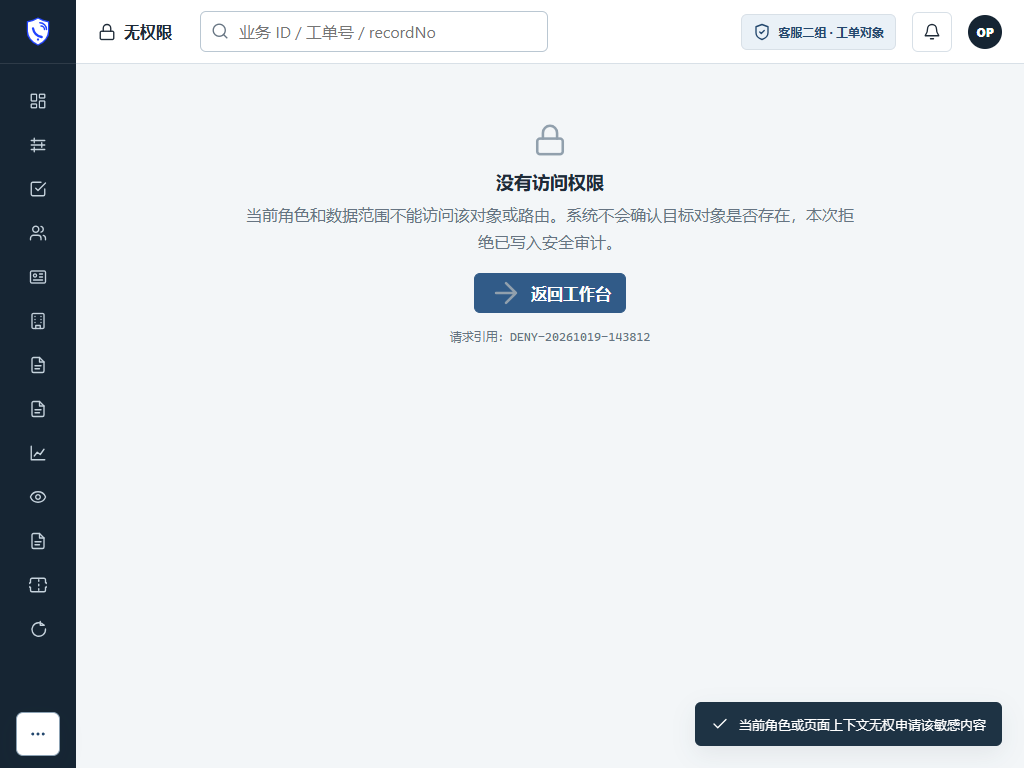 无权限
业务 ID / 工单号 / recordNo
客服二组 · 工单对象
OP
没有访问权限
当前角色和数据范围不能访问该对象或路由。系统不会确认目标对象是否存在，本次拒
绝已写入安全审计。
返回工作台
请求引用：DENY-20261019-143812
当前角色或页面上下文无权申请该敏感内容